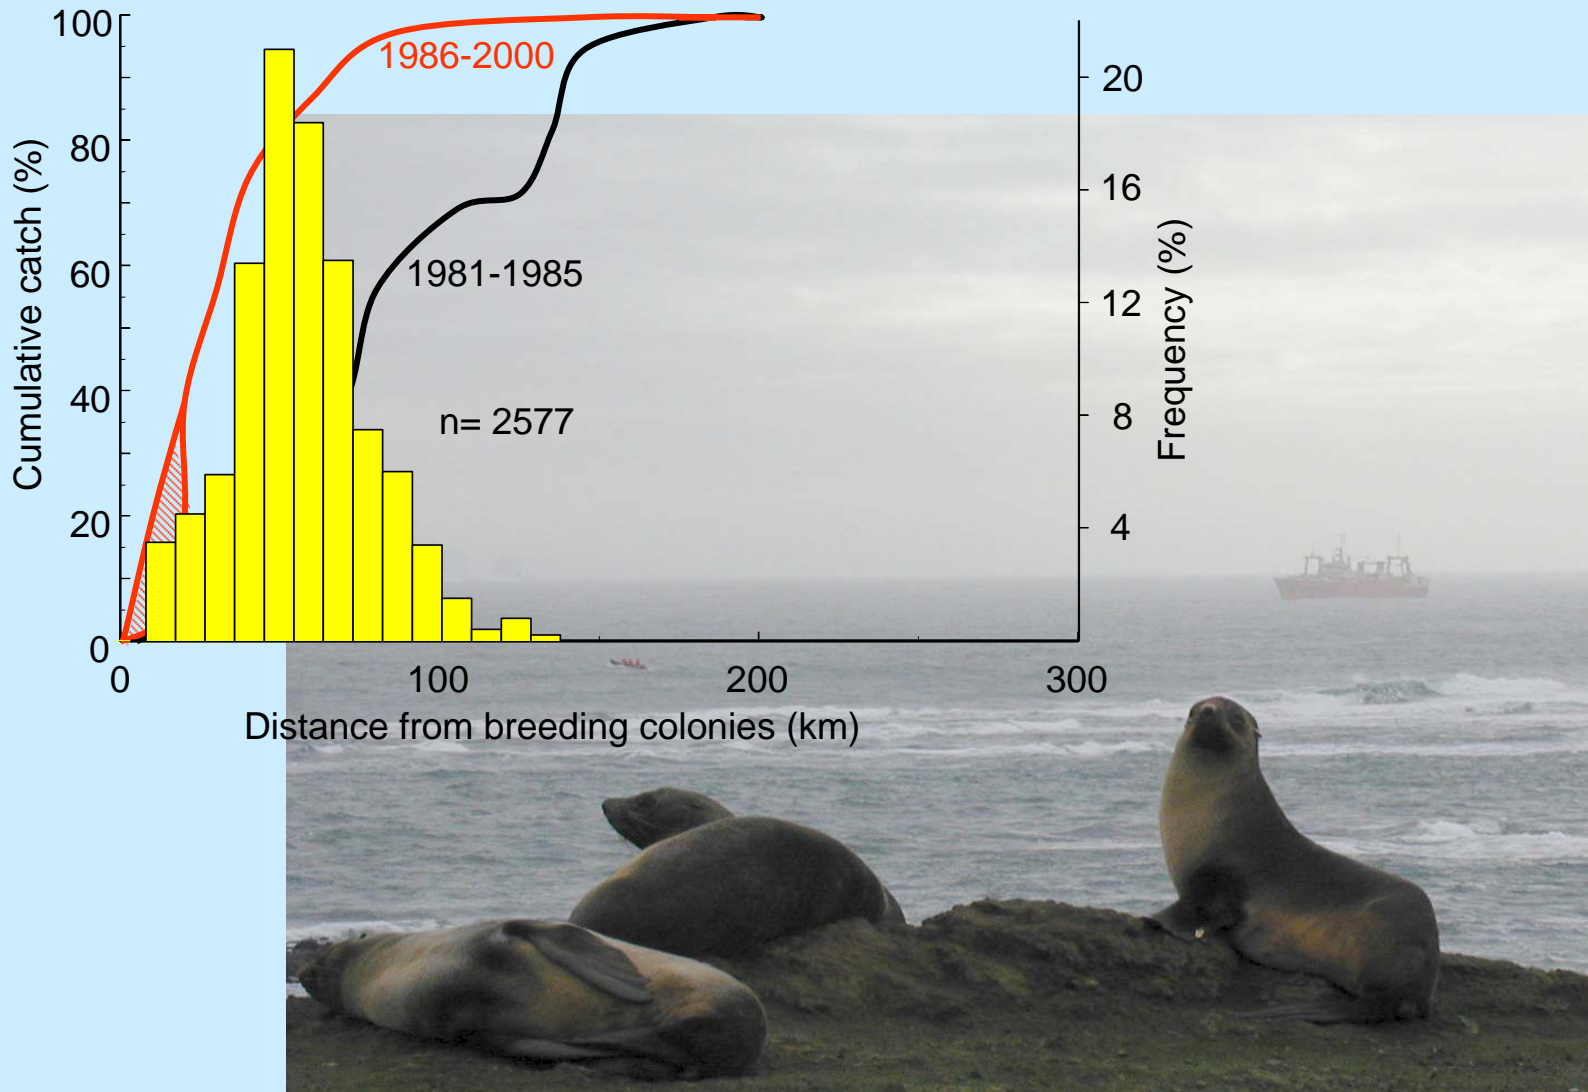 100
80
60
40
20
0
Cumulative catch (%)
1986-2000
1981-1985
n= 2577
20
16
12
8
4
Frequency (%)
0 100 200 300
Distance from breeding colonies (km)